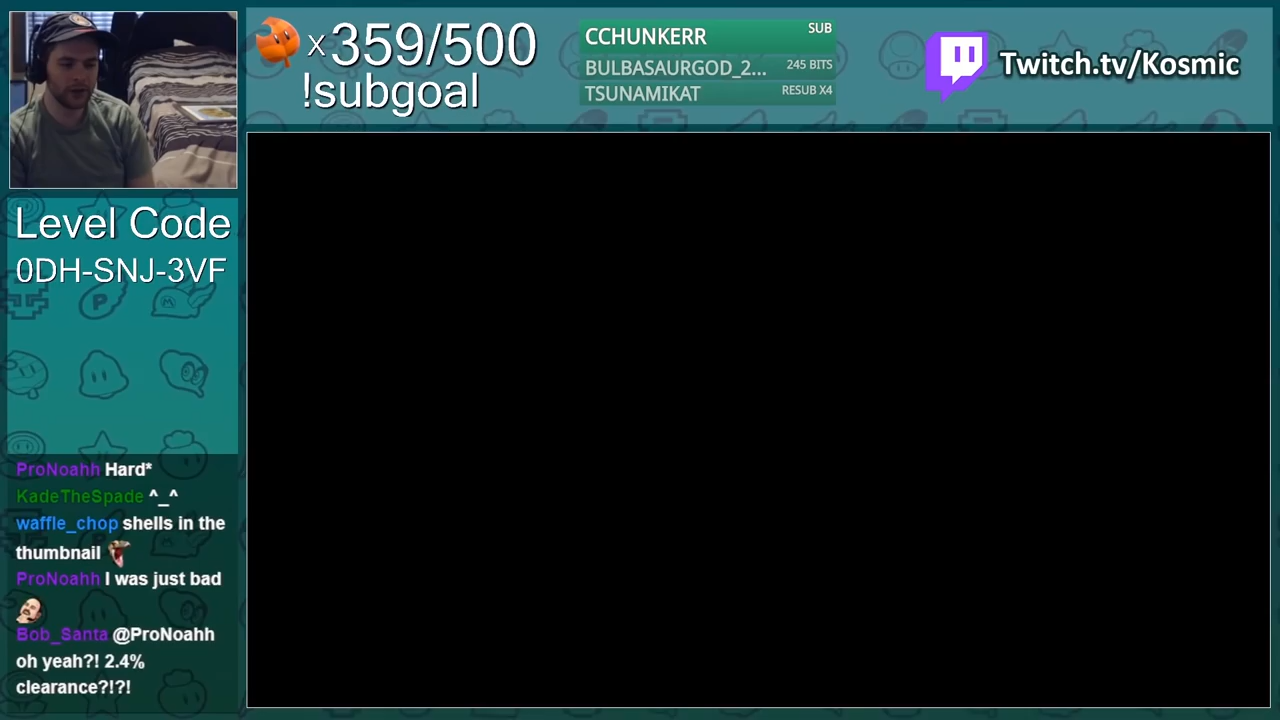 x 359/500
!subgoal
CCHUNKERR SUB
BULBASAURGOD_2... 245 BITS
TSUNAMIKAT RESUB X4
Twitch.tv/Kosmic
Level Code
0DH-SNJ-3VF
ProNoahh Hard*
KadeTheSpade ^_^
waffle_chop shells in the
thumbnail
ProNoahh I was just bad
Bob_Santa @ProNoahh
oh yeah?! 2.4%
clearance?!?!